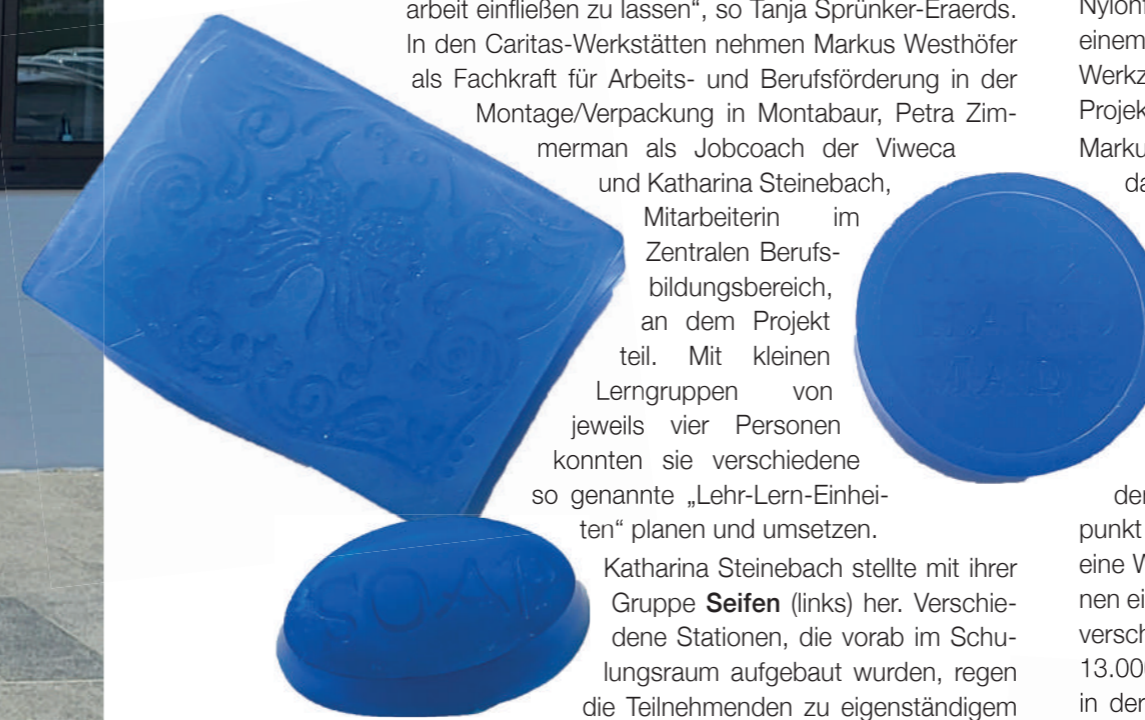 arbeit einfließen zu lassen“, so Tanja Sprünker-Eraerds.
In den Caritas-Werkstätten nehmen Markus Westhöfer
als Fachkraft für Arbeits- und Berufsförderung in der
Montage/Verpackung in Montabaur, Petra Zim-
merman als Jobcoach der Viweca
und Katharina Steinebach,
Mitarbeiterin im
Zentralen Berufs-
bildungsbereich,
an dem Projekt
teil. Mit kleinen
Lerngruppen von
jeweils vier Personen
konnten sie verschiedene
so genannte „Lehr-Lern-Einhei-
ten“ planen und umsetzen.
Katharina Steinebach stellte mit ihrer
Gruppe Seifen (links) her. Verschie-
dene Stationen, die vorab im Schu-
lungsraum aufgebaut wurden, regen
die Teilnehmenden zu eigenständigem
SOAP
100%
HAND
MADE
einem
Projek
Marku
punkt
eine W
nen ei
versch
13.00
in der